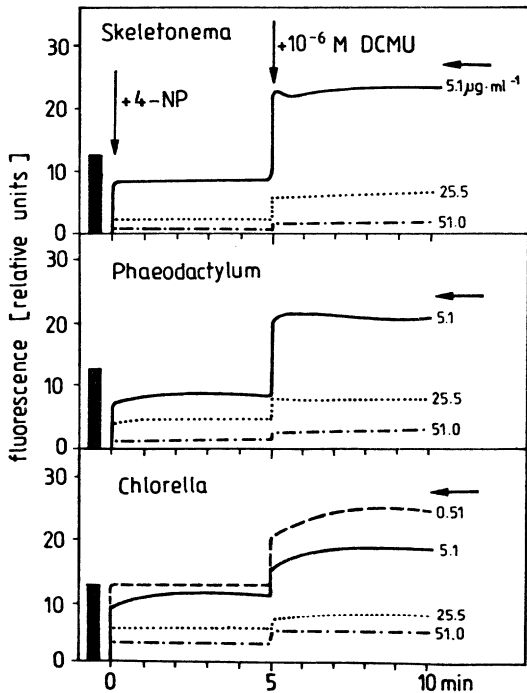 Skeletonema
+10⁻⁶ M DCMU
+4-NP
5.1µg·ml⁻¹
25.5
51.0
30
20
10
0
Phaeodactylum
5.1
25.5
51.0
30
20
10
0
Chlorella
0.51
5.1
25.5
51.0
30
20
10
0
0 5 10 min
fluorescence [relative units]